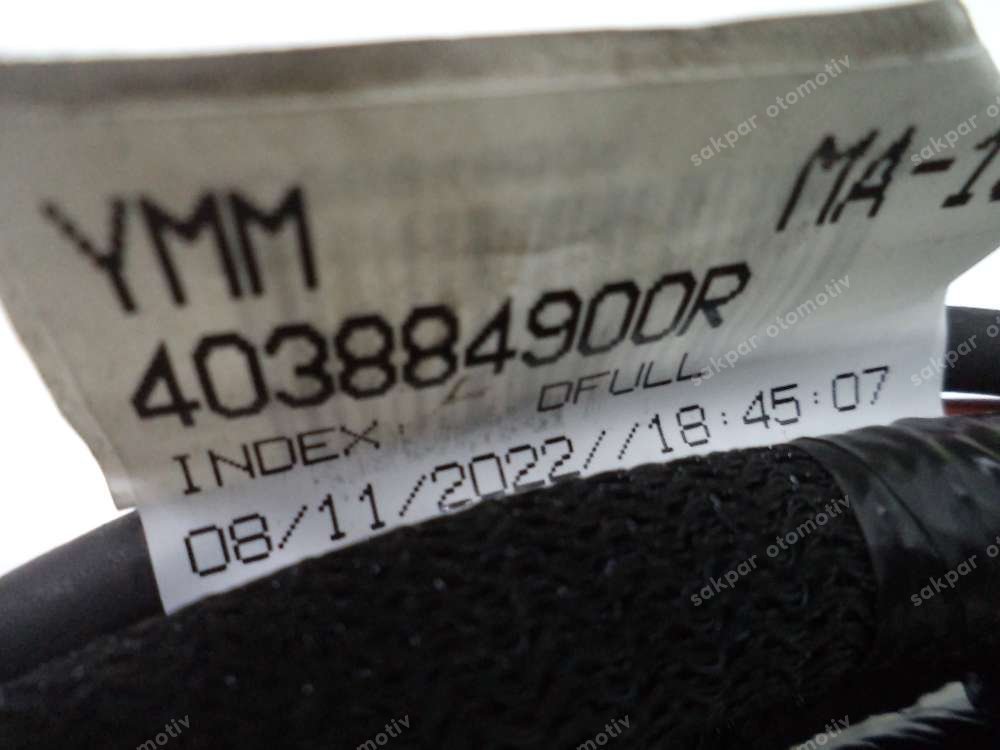 YMM
403884900R
INDEX: DFULL
08/11/2022//18:45:07
sakpar otomotiv